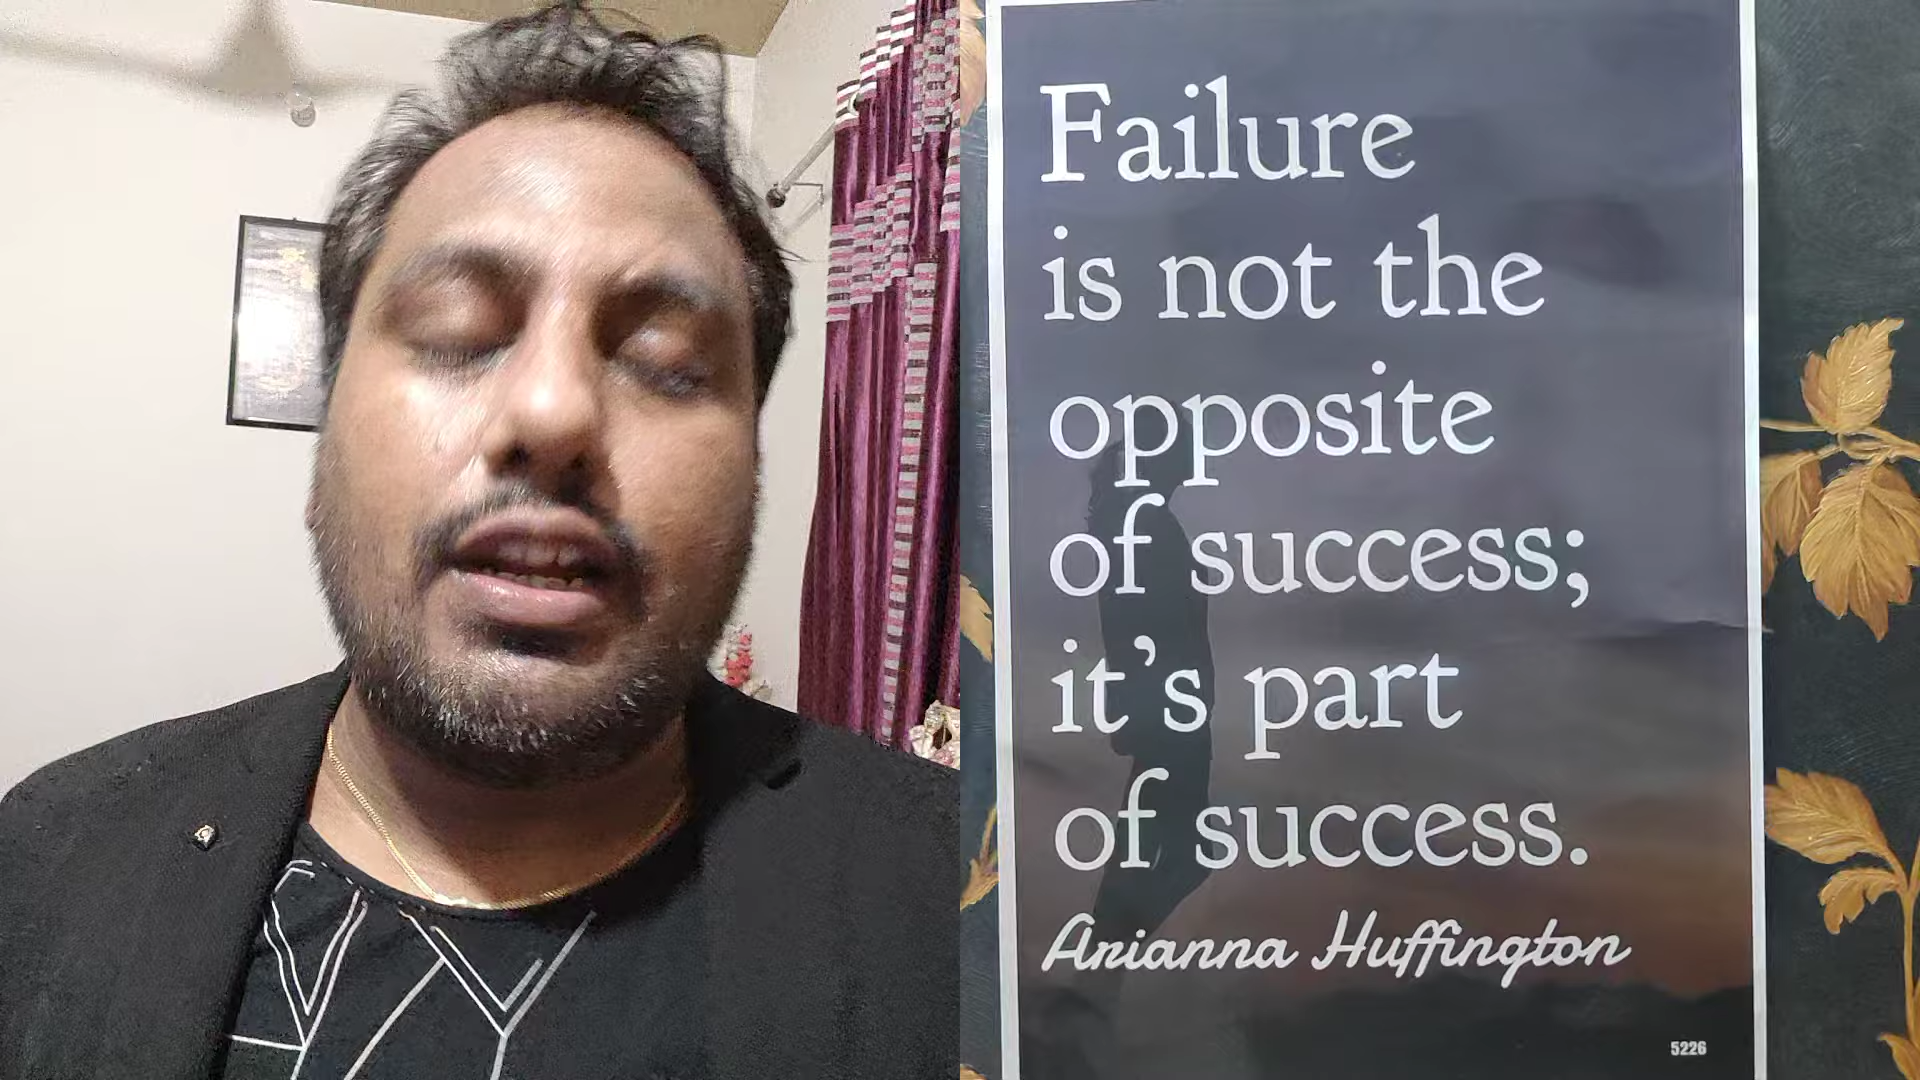 Failure
is not the
opposite
of success;
it's part
of success.
Arianna Huffington
5226